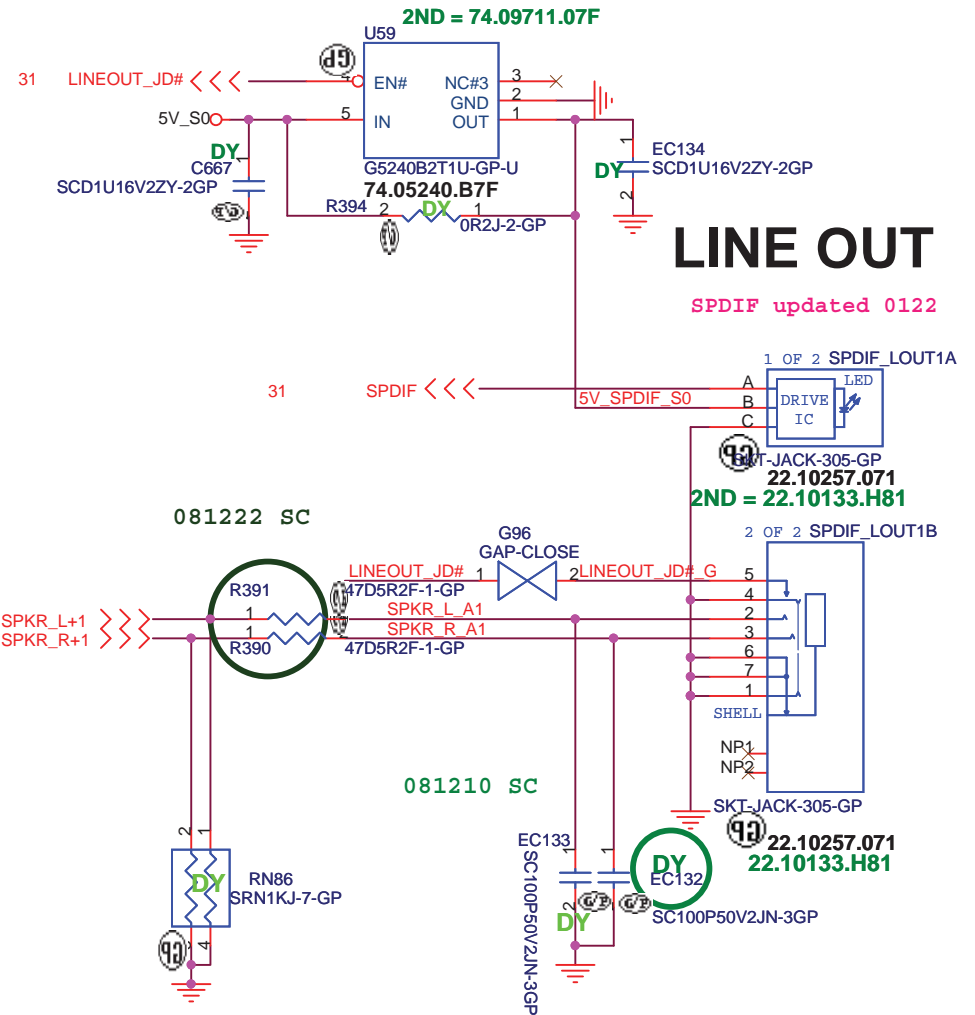 2ND = 74.09711.07F
U59
31 LINEOUT_JD#
EN# NC#3 3
GND 2
5V_S0 5 IN OUT 1
G5240B2T1U-GP-U
74.05240.B7F
DY 1
C667
SCD1U16V2ZY-2GP
R394 2 DY 1
0R2J-2-GP
1 EC134
DY SCD1U16V2ZY-2GP
2
LINE OUT
SPDIF updated 0122
1 OF 2 SPDIF_LOUT1A
31 SPDIF
5V_SPDIF_S0
A LED
B DRIVE
C IC
GP
SKT-JACK-305-GP
22.10257.071
2ND = 22.10133.H81
081222 SC
G96
GAP-CLOSE
2 OF 2 SPDIF_LOUT1B
LINEOUT_JD# 1 2 LINEOUT_JD#_G 5
R391 47D5R2F-1-GP
4
SPKR_L+1 1 SPKR_L_A1 2
SPKR_R+1 1 SPKR_R_A1 3
R390 47D5R2F-1-GP
6
7
1
SHELL
NP1
NP2
SKT-JACK-305-GP
GP
22.10257.071
22.10133.H81
081210 SC
2 1
DY
RN86
SRN1KJ-7-GP
GP
4
EC133
SC100P50V2JN-3GP
1 1
2
DY
DY
EC132
SC100P50V2JN-3GP